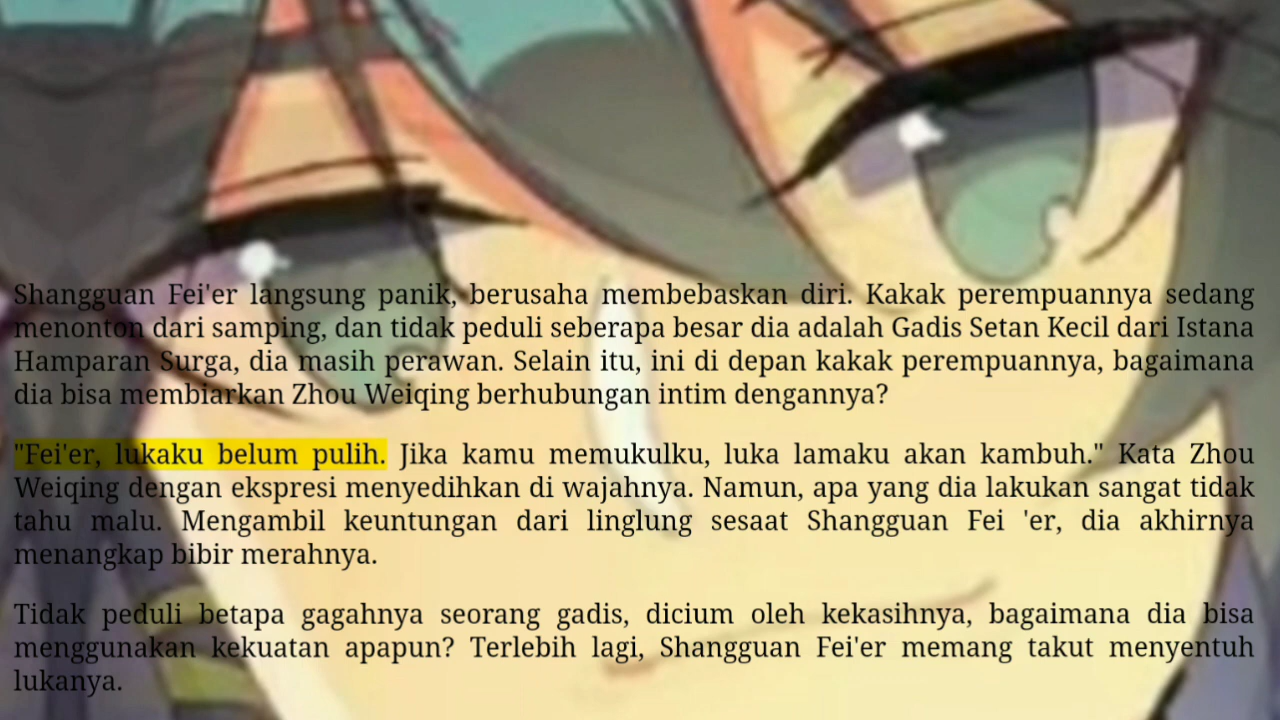 Shangguan Fei'er langsung panik, berusaha membebaskan diri. Kakak perempuannya sedang
menonton dari samping, dan tidak peduli seberapa besar dia adalah Gadis Setan Kecil dari Istana
Hamparan Surga, dia masih perawan. Selain itu, ini di depan kakak perempuannya, bagaimana
dia bisa membiarkan Zhou Weiqing berhubungan intim dengannya?
"Fei'er, lukaku belum pulih. Jika kamu memukulku, luka lamaku akan kambuh." Kata Zhou
Weiqing dengan ekspresi menyedihkan di wajahnya. Namun, apa yang dia lakukan sangat tidak
tahu malu. Mengambil keuntungan dari linglung sesaat Shangguan Fei 'er, dia akhirnya
menangkap bibir merahnya.
Tidak peduli betapa gagahnya seorang gadis, dicium oleh kekasihnya, bagaimana dia bisa
menggunakan kekuatan apapun? Terlebih lagi, Shangguan Fei'er memang takut menyentuh
lukanya.